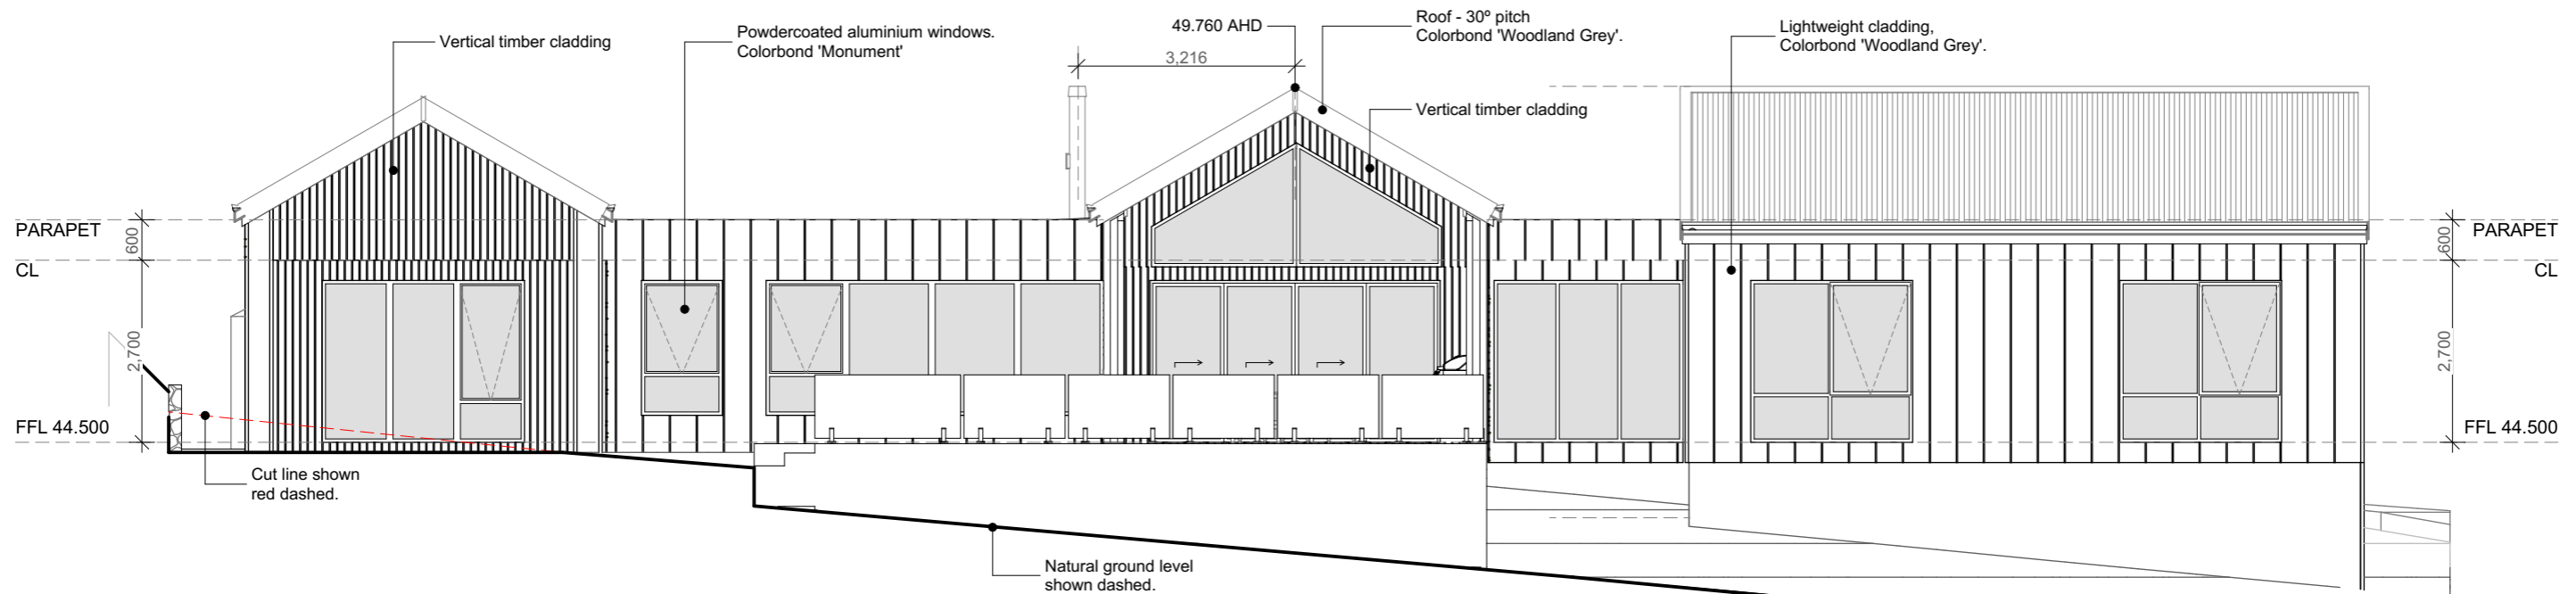 Vertical timber cladding
Powdercoated aluminium windows.
Colorbond 'Monument'
49.760 AHD
3,216
Roof - 30º pitch
Colorbond 'Woodland Grey'.
Vertical timber cladding
Lightweight cladding,
Colorbond 'Woodland Grey'.
PARAPET
600
CL
2,700
FFL 44.500
PARAPET
600
CL
2,700
FFL 44.500
Cut line shown
red dashed.
Natural ground level
shown dashed.